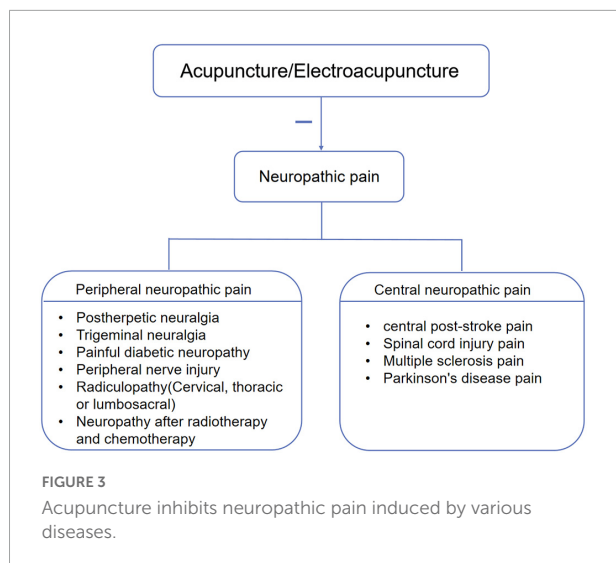 Acupuncture/Electroacupuncture
Neuropathic pain
Peripheral neuropathic pain
• Postherpetic neuralgia
• Trigeminal neuralgia
• Painful diabetic neuropathy
• Peripheral nerve injury
• Radiculopathy(Cervical, thoracic
or lumbosacral)
• Neuropathy after radiotherapy
and chemotherapy
Central neuropathic pain
• central post-stroke pain
• Spinal cord injury pain
• Multiple sclerosis pain
• Parkinson's disease pain
FIGURE 3
Acupuncture inhibits neuropathic pain induced by various
diseases.